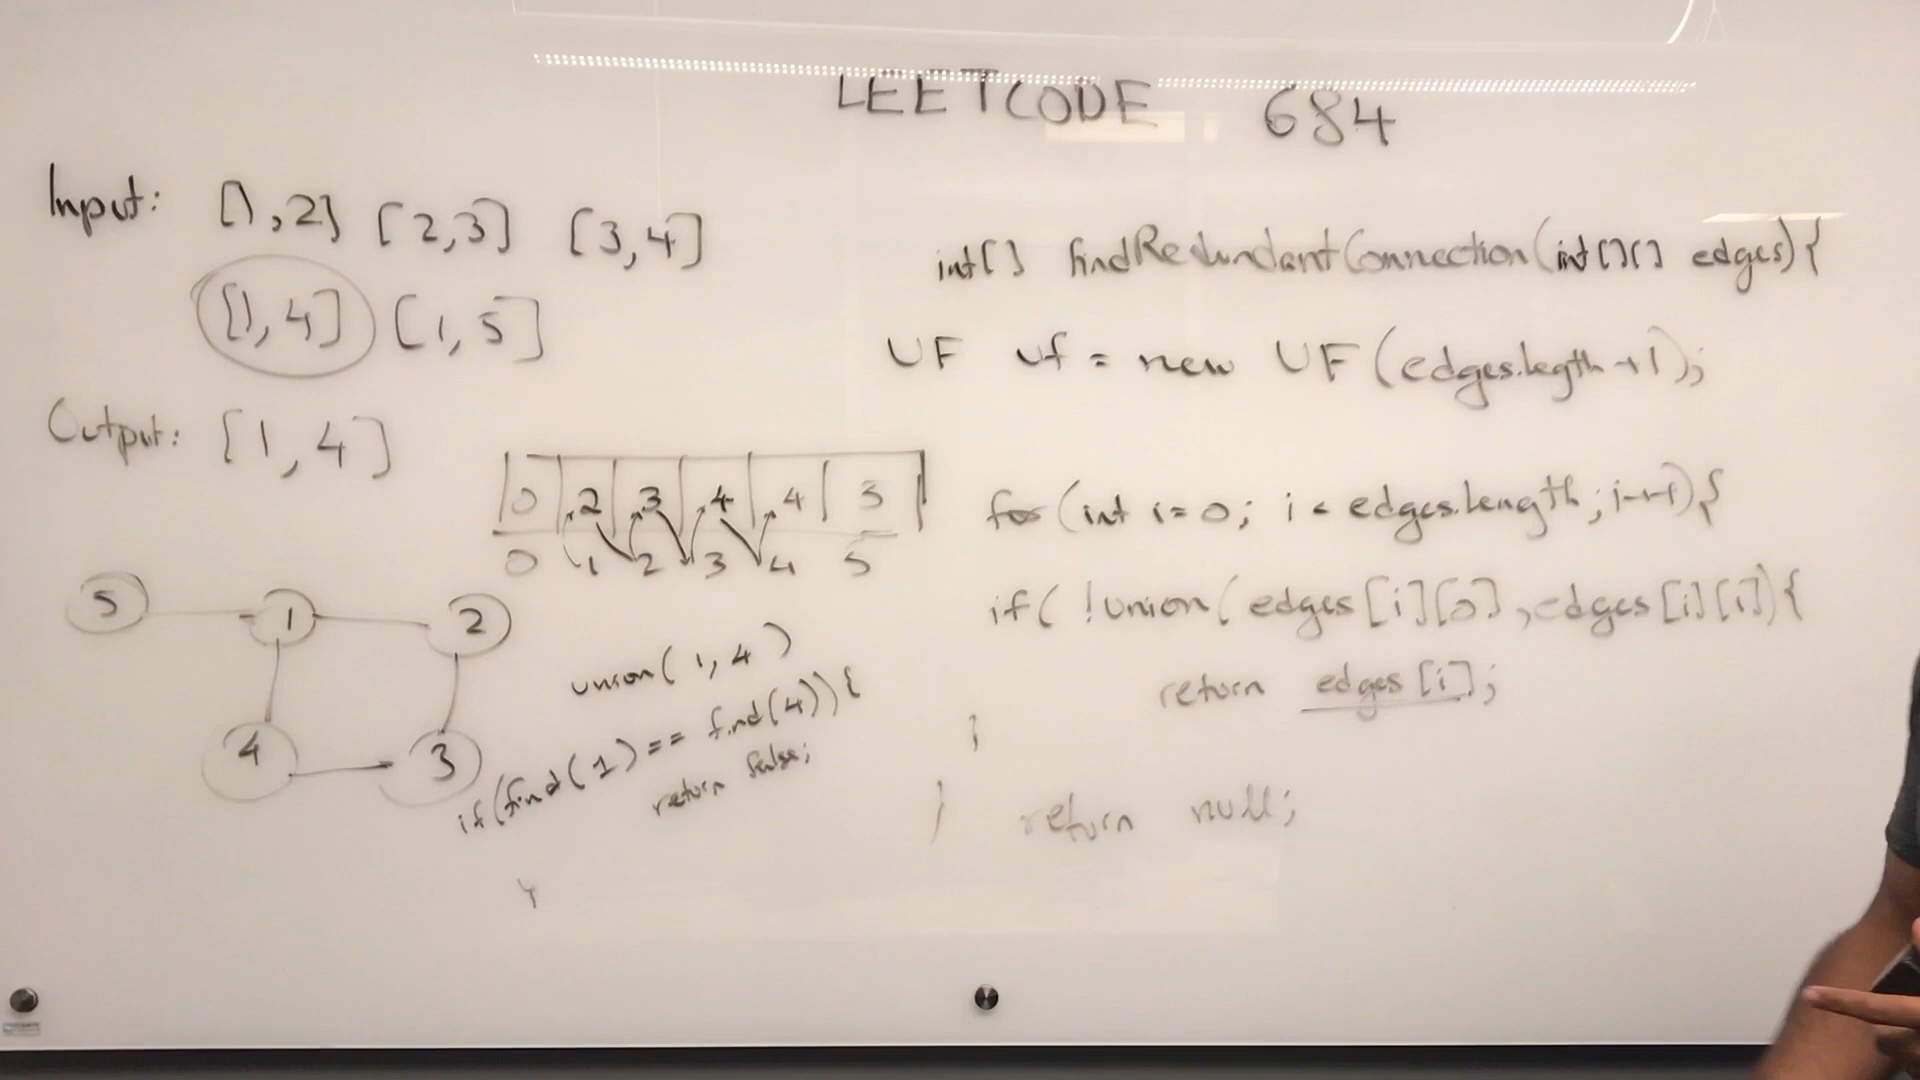 LEETCODE 684
Input: [1,2] [2,3] [3,4]
[1,4] [1,5]
Output: [1,4]
0 2 3 4 4 5
0 1 2 3 4 5
5 1 2
4 3
union(1,4)
if(find(1) == find(4)){
return false;
}
int[] findRedundantConnection(int[][] edges){
UF uf = new UF(edges.legth+1);
for(int i=0; i < edges.length; i++){
if( !union( edges[i][0], edges[i][1]){
return edges[i];
}
} return null;